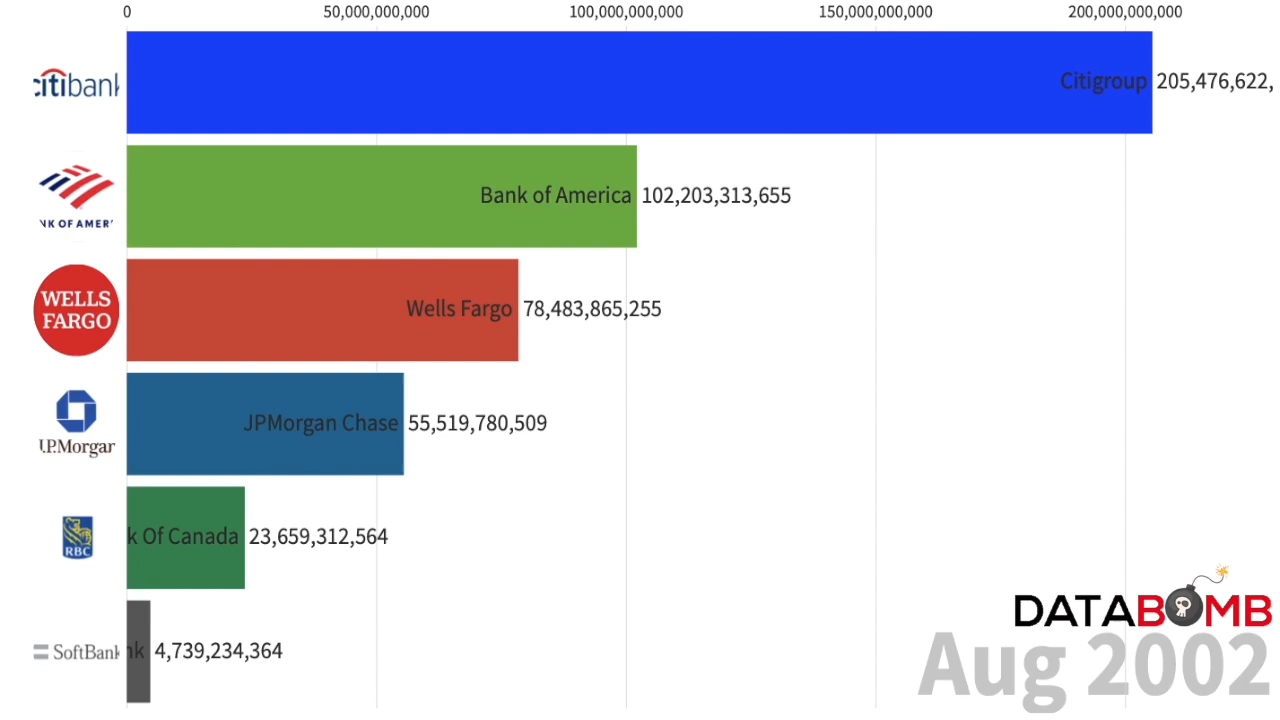 0 50,000,000,000 100,000,000,000 150,000,000,000 200,000,000,000
citibank
Citigroup 205,476,622,
NK OF AMER
Bank of America 102,203,313,655
WELLS
FARGO
Wells Fargo 78,483,865,255
J.P.Morgan
JPMorgan Chase 55,519,780,509
RBC
k Of Canada 23,659,312,564
SoftBank
nk 4,739,234,364
DATABOMB
Aug 2002